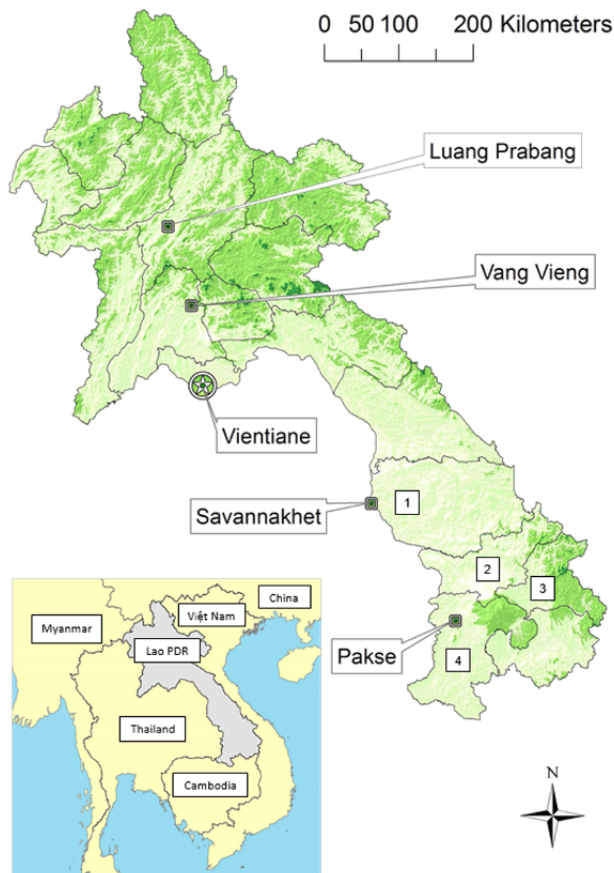 0 50 100 200 Kilometers
Luang Prabang
Vang Vieng
Vientiane
Savannakhet
1
2
3
Pakse
4
China
Việt Nam
Myanmar
Lao PDR
Thailand
Cambodia
N